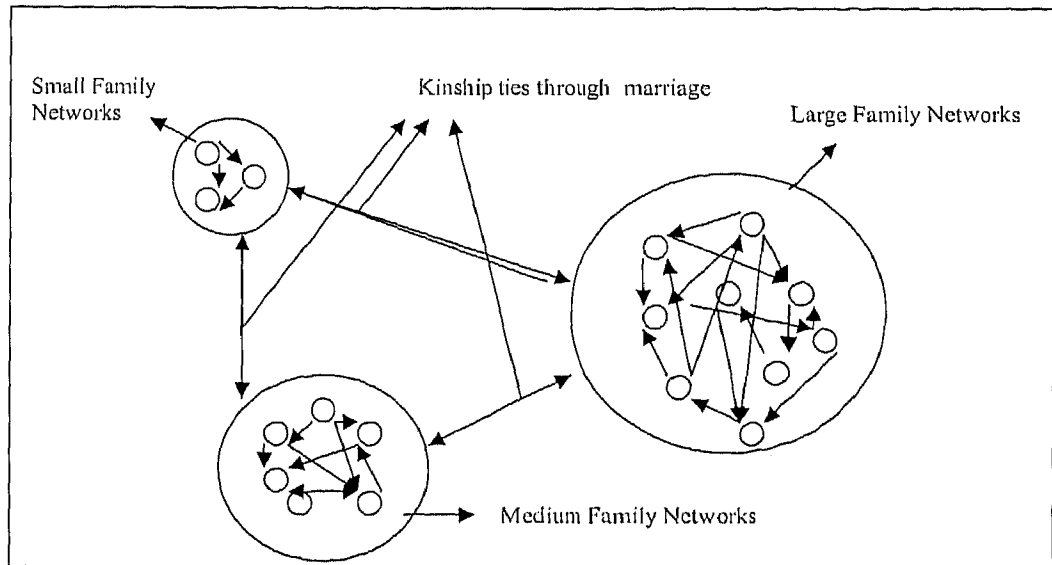 Small Family
Networks
Kinship ties through marriage
Large Family Networks
Medium Family Networks